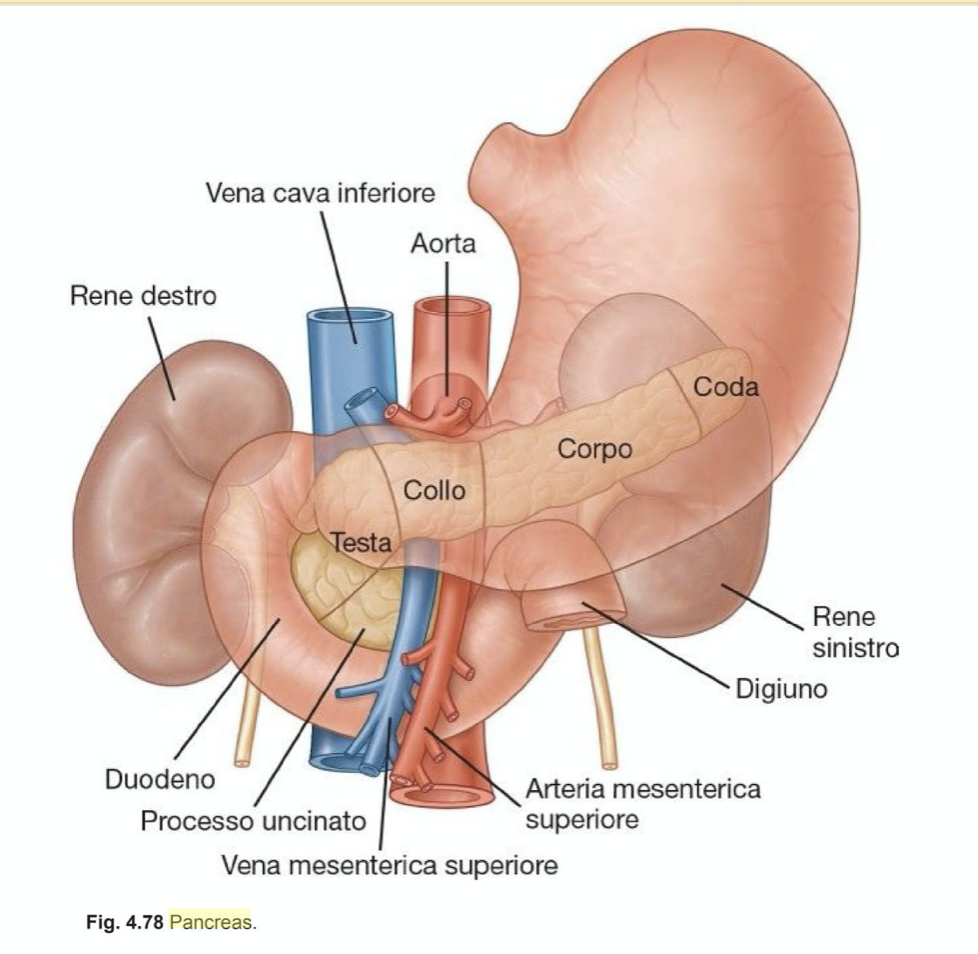 Vena cava inferiore
Aorta
Rene destro
Coda
Corpo
Collo
Testa
Rene
sinistro
Digiuno
Duodeno
Arteria mesenterica
superiore
Processo uncinato
Vena mesenterica superiore
Fig. 4.78 Pancreas.